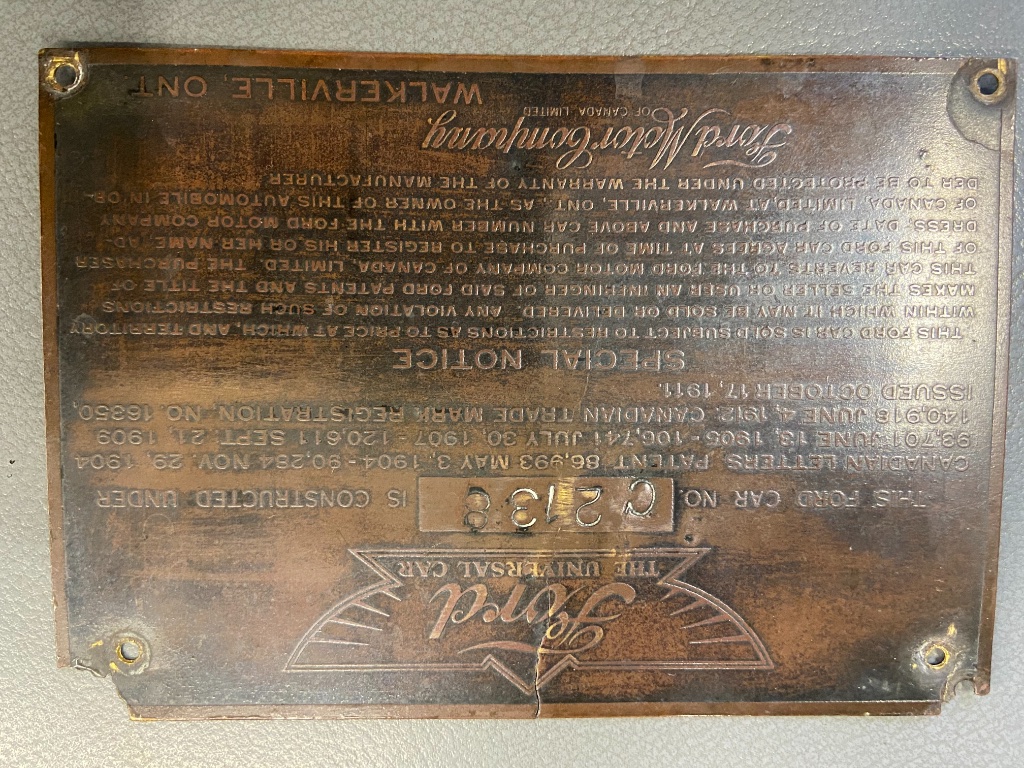 Ford
THE UNIVERSAL CAR
THIS FORD CAR NO. C2138 IS CONSTRUCTED UNDER
CANADIAN LETTERS PATENT 86,993 MAY 3, 1904-90,284 NOV. 29, 1904
93,701 JUNE 13, 1905-106,741 JULY 30, 1907-120,611 SEPT. 21, 1909
140,916 JUNE 4, 1912. CANADIAN TRADE MARK REGISTRATION, NO. 16350,
ISSUED OCTOBER 17, 1911.
SPECIAL NOTICE
THIS FORD CAR IS SOLD SUBJECT TO RESTRICTIONS AS TO PRICE AT WHICH, AND TERRITORY
WITHIN WHICH IT MAY BE SOLD OR DELIVERED. ANY VIOLATION OF SUCH RESTRICTIONS
MAKES THE SELLER OR USER AN INFRINGER OF SAID FORD PATENTS AND THE TITLE OF
THIS CAR REVERTS TO THE FORD MOTOR COMPANY OF CANADA, LIMITED. THE PURCHASER
OF THIS FORD CAR AGREES AT TIME OF PURCHASE TO REGISTER HIS OR HER NAME, AD-
DRESS, DATE OF PURCHASE AND ABOVE CAR NUMBER WITH THE FORD MOTOR COMPANY
OF CANADA, LIMITED, AT WALKERVILLE, ONT., AS THE OWNER OF THIS AUTOMOBILE IN OR-
DER TO BE PROTECTED UNDER THE WARRANTY OF THE MANUFACTURER.
Ford Motor Company
OF CANADA LIMITED
WALKERVILLE, ONT